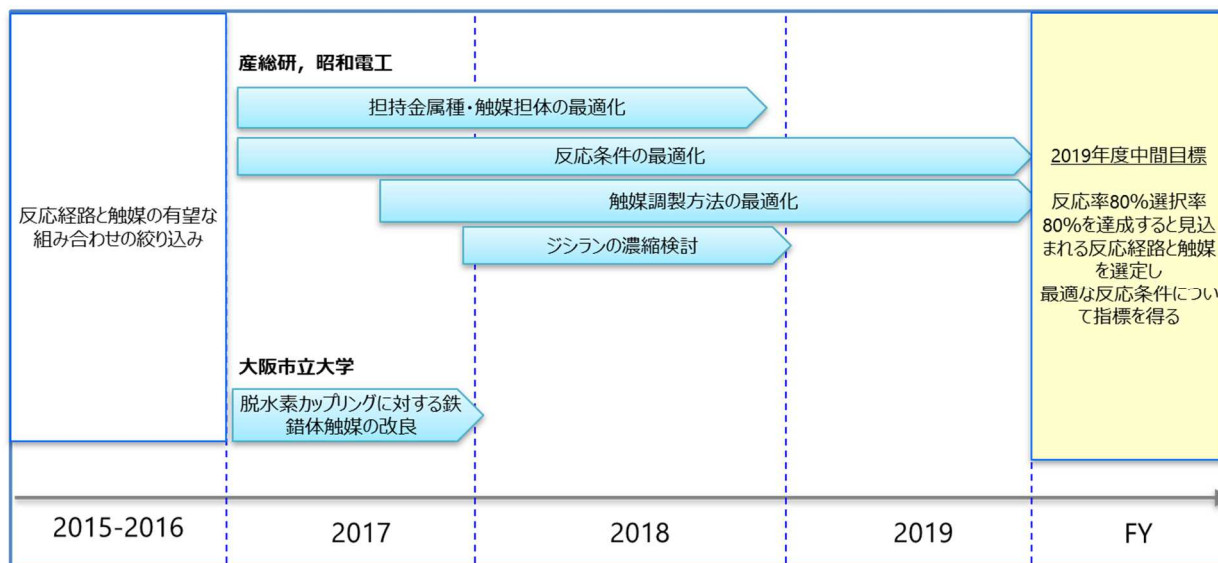 産総研，昭和電工
担持金属種・触媒担体の最適化
反応条件の最適化
触媒調製方法の最適化
ジシランの濃縮検討
反応経路と触媒の有望な
組み合わせの絞り込み
大阪市立大学
脱水素カップリングに対する鉄
錯体触媒の改良
2019年度中間目標
反応率80％選択率
80％を達成すると見込
まれる反応経路と触媒
を選定し
最適な反応条件につい
て指標を得る
2015-2016
2017
2018
2019
FY